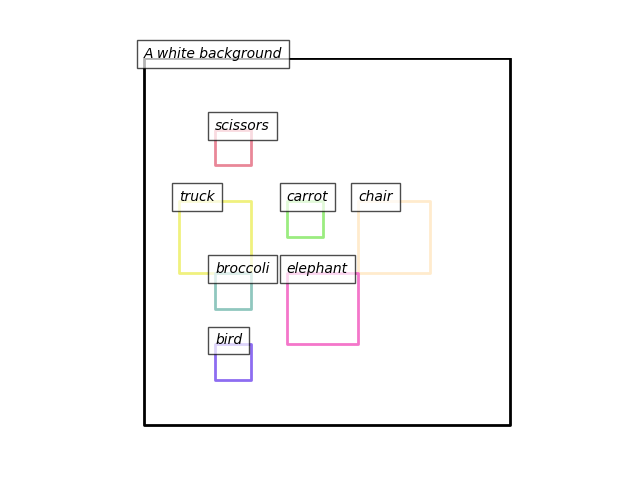 A white background
scissors
truck
carrot
chair
broccoli
elephant
bird